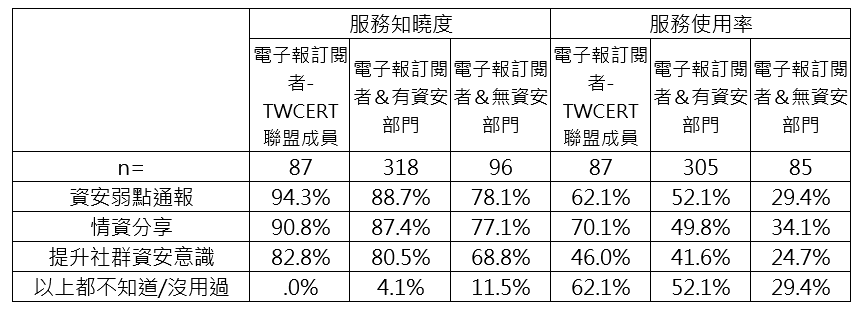 服務知曉度 服務使用率
電子報訂閱者-TWCERT聯盟成員 電子報訂閱者＆有資安部門 電子報訂閱者＆無資安部門 電子報訂閱者-TWCERT聯盟成員 電子報訂閱者＆有資安部門 電子報訂閱者＆無資安部門
n= 87 318 96 87 305 85
資安弱點通報 94.3% 88.7% 78.1% 62.1% 52.1% 29.4%
情資分享 90.8% 87.4% 77.1% 70.1% 49.8% 34.1%
提升社群資安意識 82.8% 80.5% 68.8% 46.0% 41.6% 24.7%
以上都不知道/沒用過 .0% 4.1% 11.5% 62.1% 52.1% 29.4%